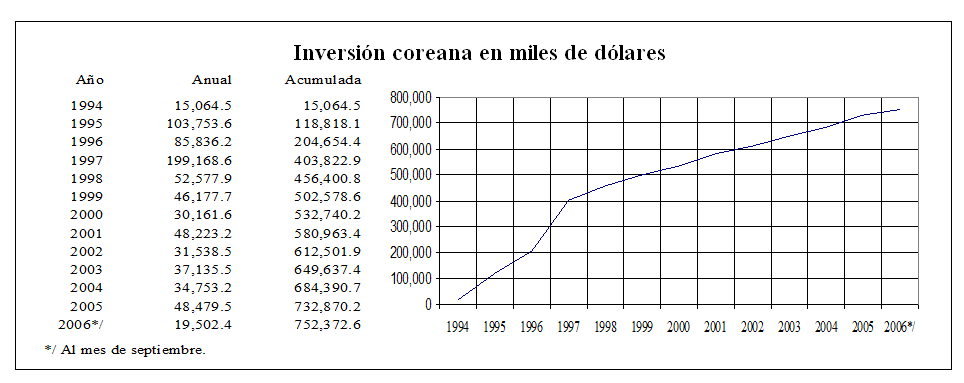 Inversión coreana en miles de dólares
Año Anual Acumulada
1994 15,064.5 15,064.5
1995 103,753.6 118,818.1
1996 85,836.2 204,654.4
1997 199,168.6 403,822.9
1998 52,577.9 456,400.8
1999 46,177.7 502,578.6
2000 30,161.6 532,740.2
2001 48,223.2 580,963.4
2002 31,538.5 612,501.9
2003 37,135.5 649,637.4
2004 34,753.2 684,390.7
2005 48,479.5 732,870.2
2006*/ 19,502.4 752,372.6
*/ Al mes de septiembre.
800,000
700,000
600,000
500,000
400,000
300,000
200,000
100,000
0
1994 1995 1996 1997 1998 1999 2000 2001 2002 2003 2004 2005 2006*/